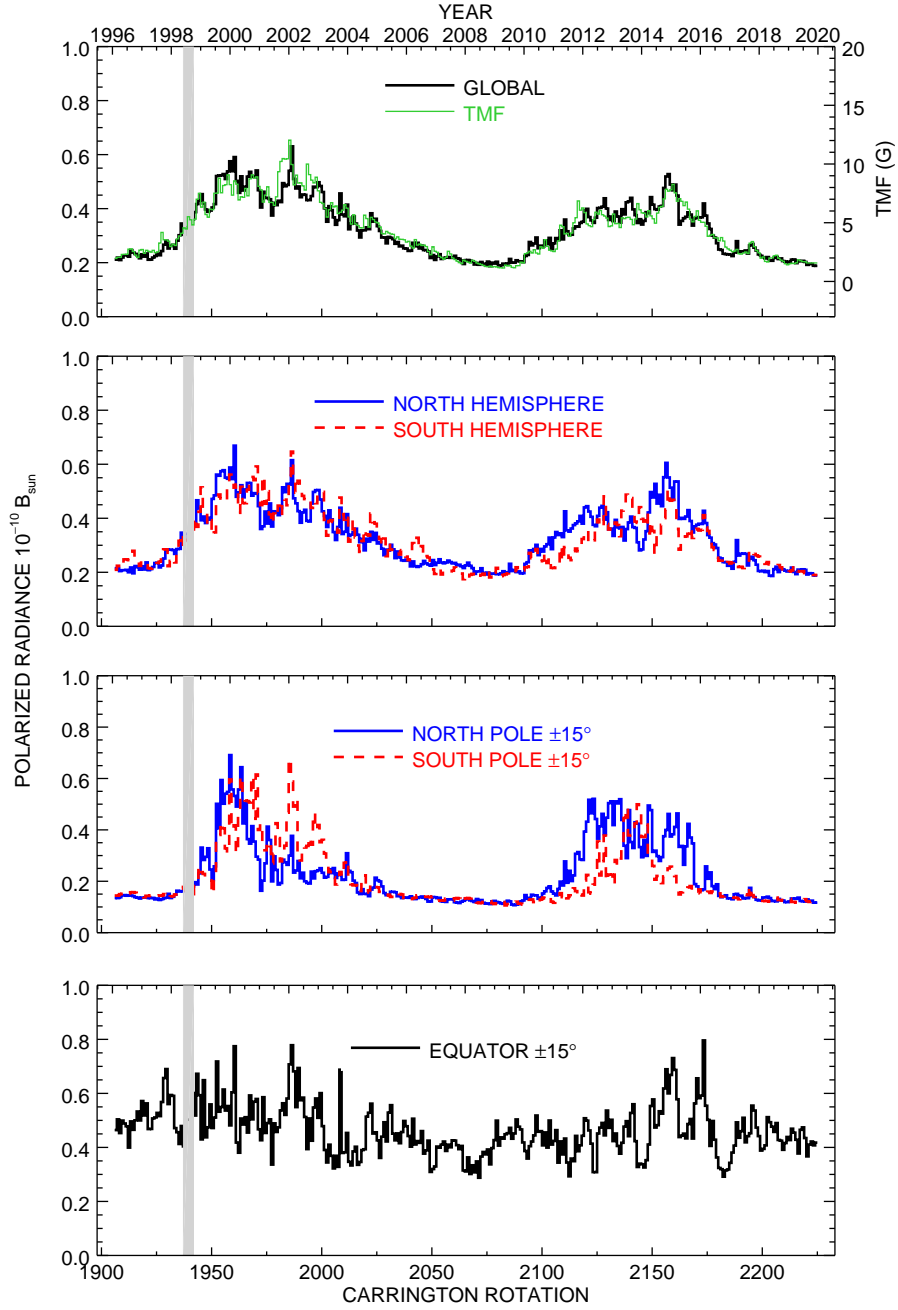 YEAR
1996 1998 2000 2002 2004 2006 2008 2010 2012 2014 2016 2018 2020
1.0
0.8
0.6
0.4
0.2
0.0
GLOBAL
TMF
20
15
10
5
0
TMF (G)
POLARIZED RADIANCE 10⁻¹⁰ B_sun
1.0
0.8
0.6
0.4
0.2
0.0
NORTH HEMISPHERE
SOUTH HEMISPHERE
1.0
0.8
0.6
0.4
0.2
0.0
NORTH POLE ±15°
SOUTH POLE ±15°
1.0
0.8
0.6
0.4
0.2
0.0
EQUATOR ±15°
1900 1950 2000 2050 2100 2150 2200
CARRINGTON ROTATION